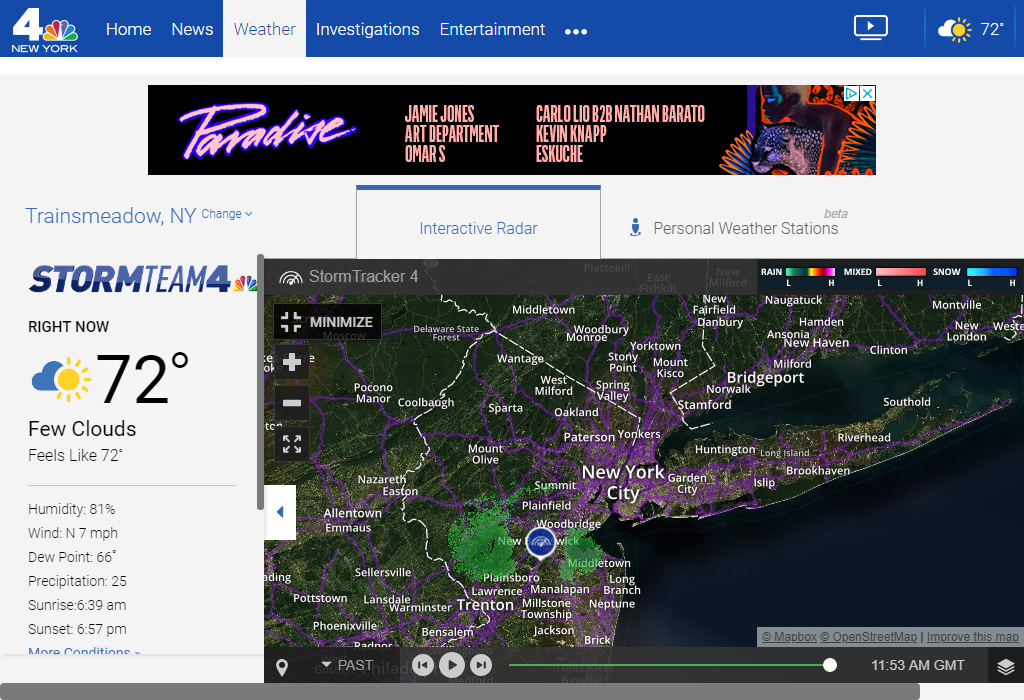 4
NEW YORK
Home
News
Weather
Investigations
Entertainment
72°
Paradise
JAMIE JONES
ART DEPARTMENT
OMAR S
CARLO LIO B2B NATHAN BARATO
KEVIN KNAPP
ESKUCHE
Trainsmeadow, NY
Change
Interactive Radar
beta
Personal Weather Stations
STORMTEAM4
RIGHT NOW
72°
Few Clouds
Feels Like 72°
Humidity: 81%
Wind: N 7 mph
Dew Point: 66°
Precipitation: 25
Sunrise:6:39 am
Sunset: 6:57 pm
More Conditions »
StormTracker 4
RAIN
L H
MIXED
L H
SNOW
L H
MINIMIZE
Plattekill
East
Fishkill
New
Milford
Moscow
Delaware State
Forest
Middletown
New
Fairfield
Danbury
Naugatuck
Hamden
Ansonia
New Haven
Montville
New
London
Weste
Woodbury
Monroe
Yorktown
Wantage
Stony
Point
Mount
Kisco
Milford
Clinton
Bridgeport
Pocono
Manor
Coolbaugh
West
Milford
Spring
Valley
Norwalk
Stamford
Southold
Sparta
Oakland
Paterson
Yonkers
Riverhead
Mount
Olive
Huntington
Long Island
Brookhaven
New York
City
Garden
City
Islip
Nazareth
Easton
Summit
Plainfield
Allentown
Emmaus
Woodbridge
Middletown
Sellersville
Plainsboro
Lawrence
Manalapan
Long
Branch
Pottstown
Lansdale
Warminster
Trenton
Millstone
Township
Neptune
Phoenixville
Bensalem
Jackson
Brick
Radnor
© Mapbox © OpenStreetMap | Improve this map
PAST
11:53 AM GMT